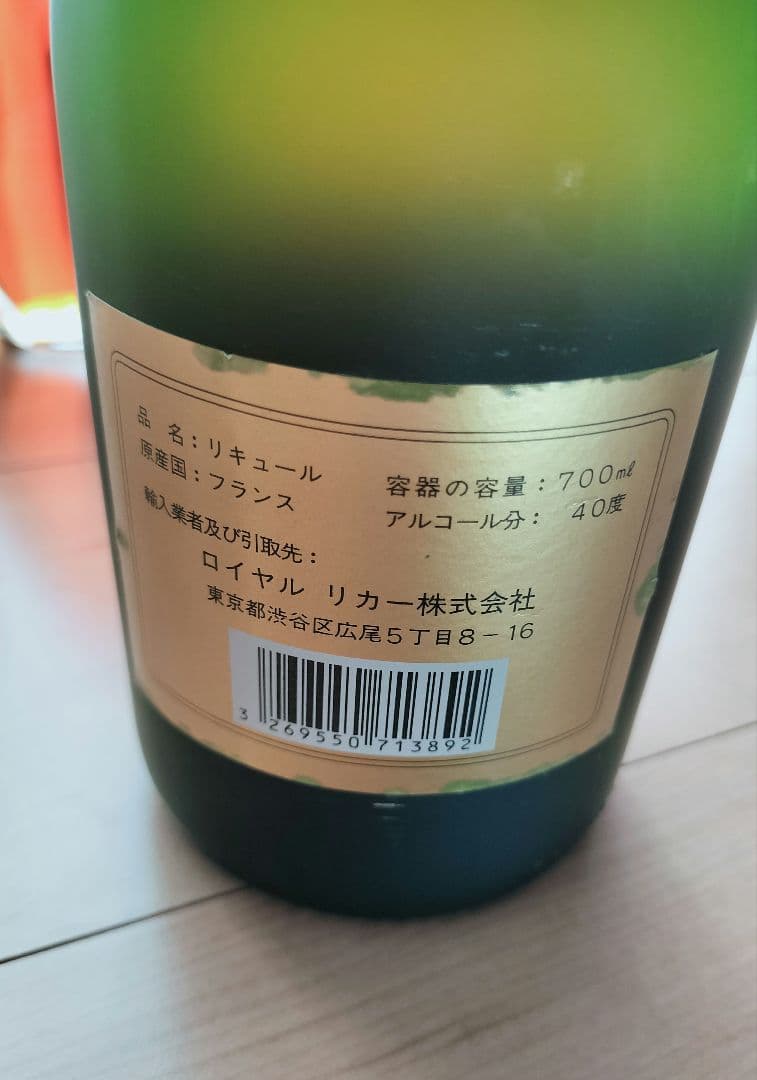 品　名：リキュール
原産国：フランス
容器の容量：700㎖
アルコール分：　40度
輸入業者及び引取先：
ロイヤル リカー株式会社
東京都渋谷区広尾5丁目8－16
3 269550 713892